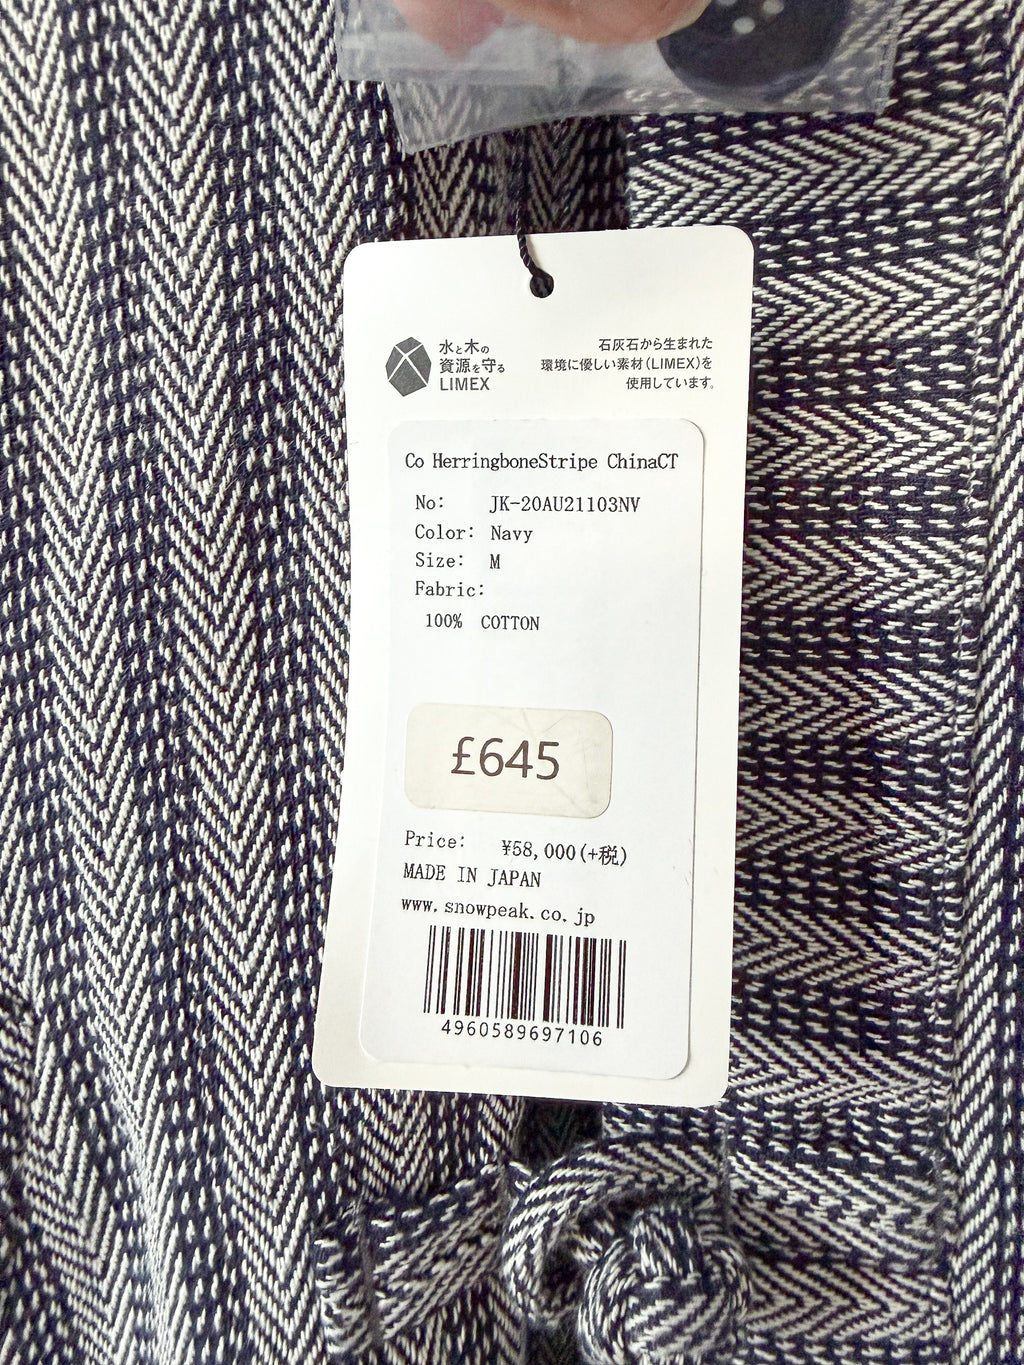 水と木の
資源を守る
LIMEX
石灰石から生まれた
環境に優しい素材(LIMEX)を
使用しています。
Co HerringboneStripe ChinaCT
No: JK-20AU21103NV
Color: Navy
Size: M
Fabric:
100% COTTON
£645
Price: ¥58,000(+税)
MADE IN JAPAN
www.snowpeak.co.jp
4960589697106